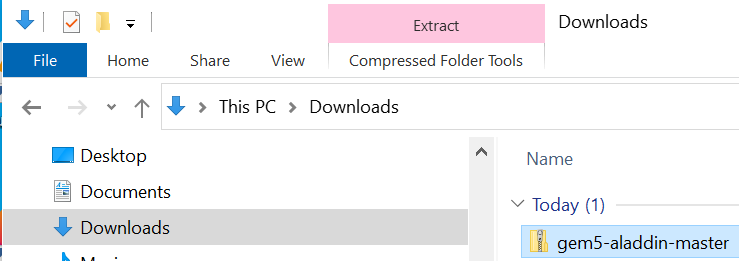 Extract
Downloads
File
Home
Share
View
Compressed Folder Tools
This PC
Downloads
Desktop
Documents
Downloads
Name
Today (1)
gem5-aladdin-master